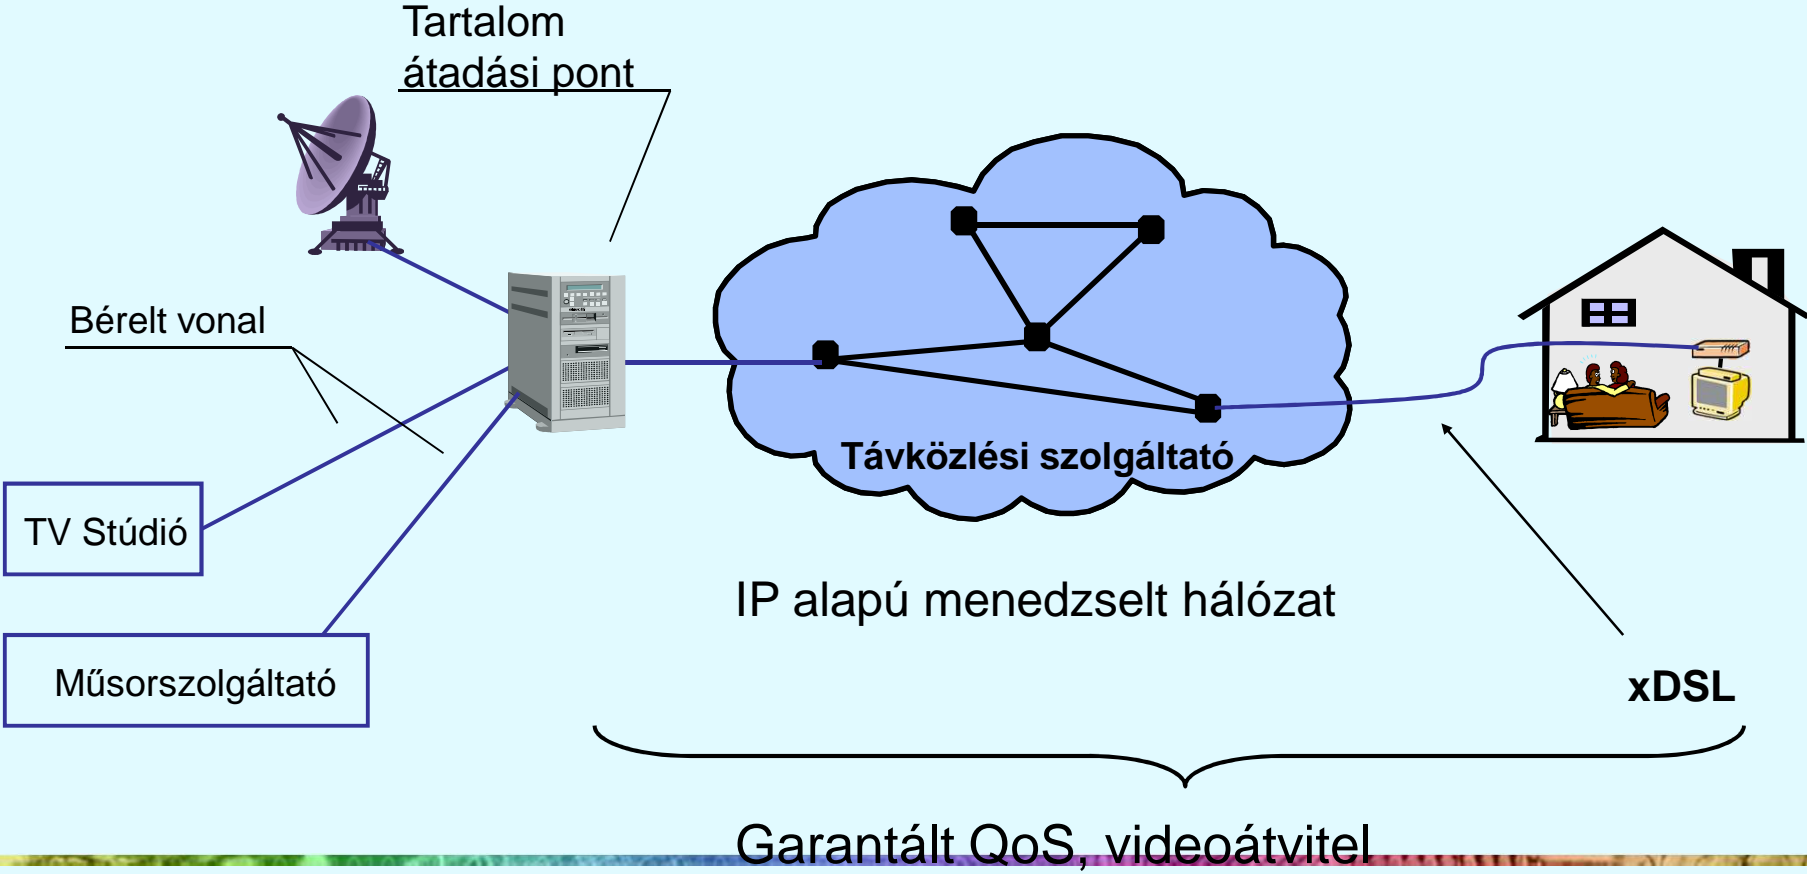 Tartalom
átadási pont
Bérelt vonal
Távközlési szolgáltató
TV Stúdió
IP alapú menedzselt hálózat
Műsorszolgáltató
xDSL
Garantált QoS, videoátvitel